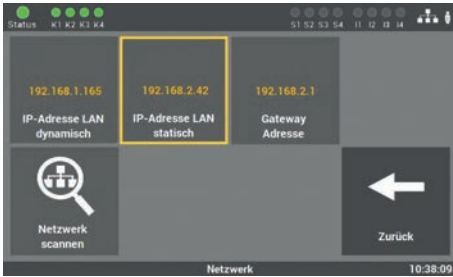 Status K1 K2 K3 K4 S1 S2 S3 S4 I1 I2 I3 I4
192.168.1.165
IP-Adresse LAN
dynamisch
192.168.2.42
IP-Adresse LAN
statisch
192.168.2.1
Gateway
Adresse
Netzwerk
scannen
Zurück
Netzwerk 10:38:09